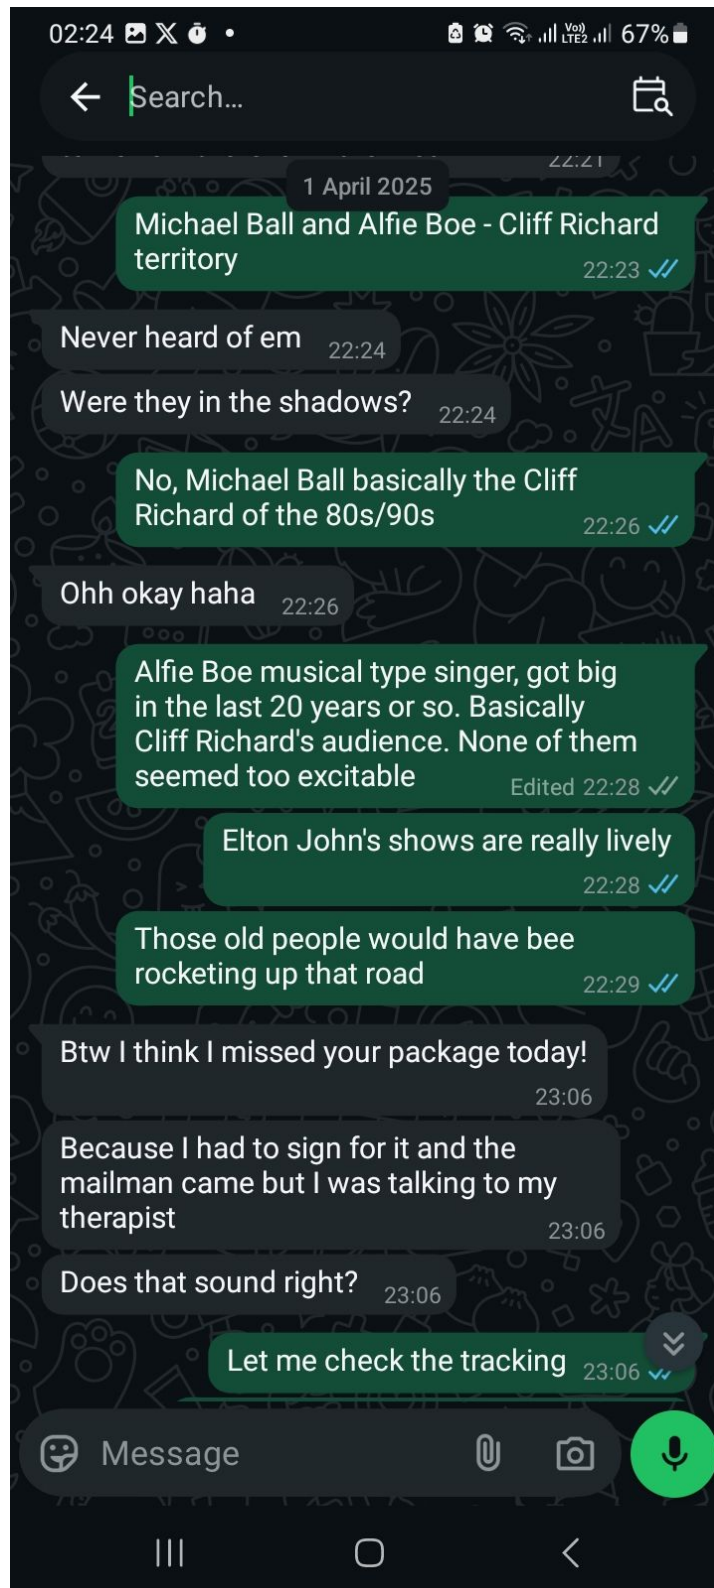 02:24
Vo)) LTE2 67%
Search...
22:21
1 April 2025
Michael Ball and Alfie Boe - Cliff Richard
territory
22:23
Never heard of em 22:24
Were they in the shadows? 22:24
No, Michael Ball basically the Cliff
Richard of the 80s/90s
22:26
Ohh okay haha 22:26
Alfie Boe musical type singer, got big
in the last 20 years or so. Basically
Cliff Richard's audience. None of them
seemed too excitable
Edited 22:28
Elton John's shows are really lively
22:28
Those old people would have bee
rocketing up that road
22:29
Btw I think I missed your package today!
23:06
Because I had to sign for it and the
mailman came but I was talking to my
therapist
23:06
Does that sound right? 23:06
Let me check the tracking 23:06
Message